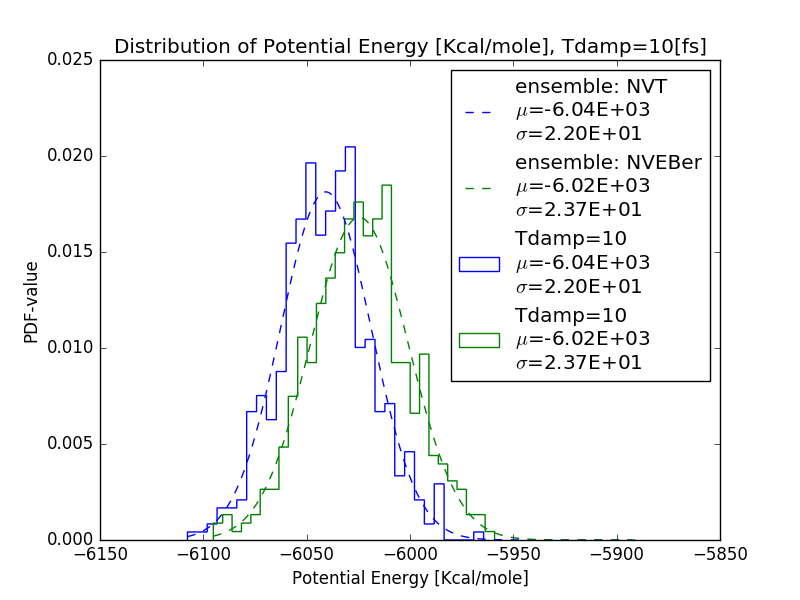 Distribution of Potential Energy [Kcal/mole], Tdamp=10[fs]
0.025
0.020
0.015
0.010
0.005
0.000
PDF-value
ensemble: NVT
μ=-6.04E+03
σ=2.20E+01
ensemble: NVEBer
μ=-6.02E+03
σ=2.37E+01
Tdamp=10
μ=-6.04E+03
σ=2.20E+01
Tdamp=10
μ=-6.02E+03
σ=2.37E+01
−6150 −6100 −6050 −6000 −5950 −5900 −5850
Potential Energy [Kcal/mole]